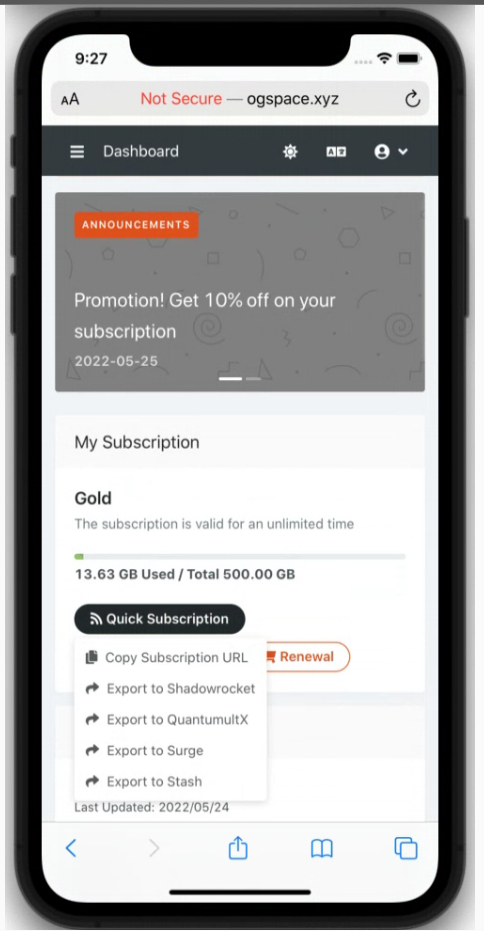 9:27
AA
Not Secure — ogspace.xyz
Dashboard
ANNOUNCEMENTS
Promotion! Get 10% off on your
subscription
2022-05-25
My Subscription
Gold
The subscription is valid for an unlimited time
13.63 GB Used / Total 500.00 GB
Quick Subscription
Copy Subscription URL
Renewal
Export to Shadowrocket
Export to QuantumultX
Export to Surge
Export to Stash
Last Updated: 2022/05/24